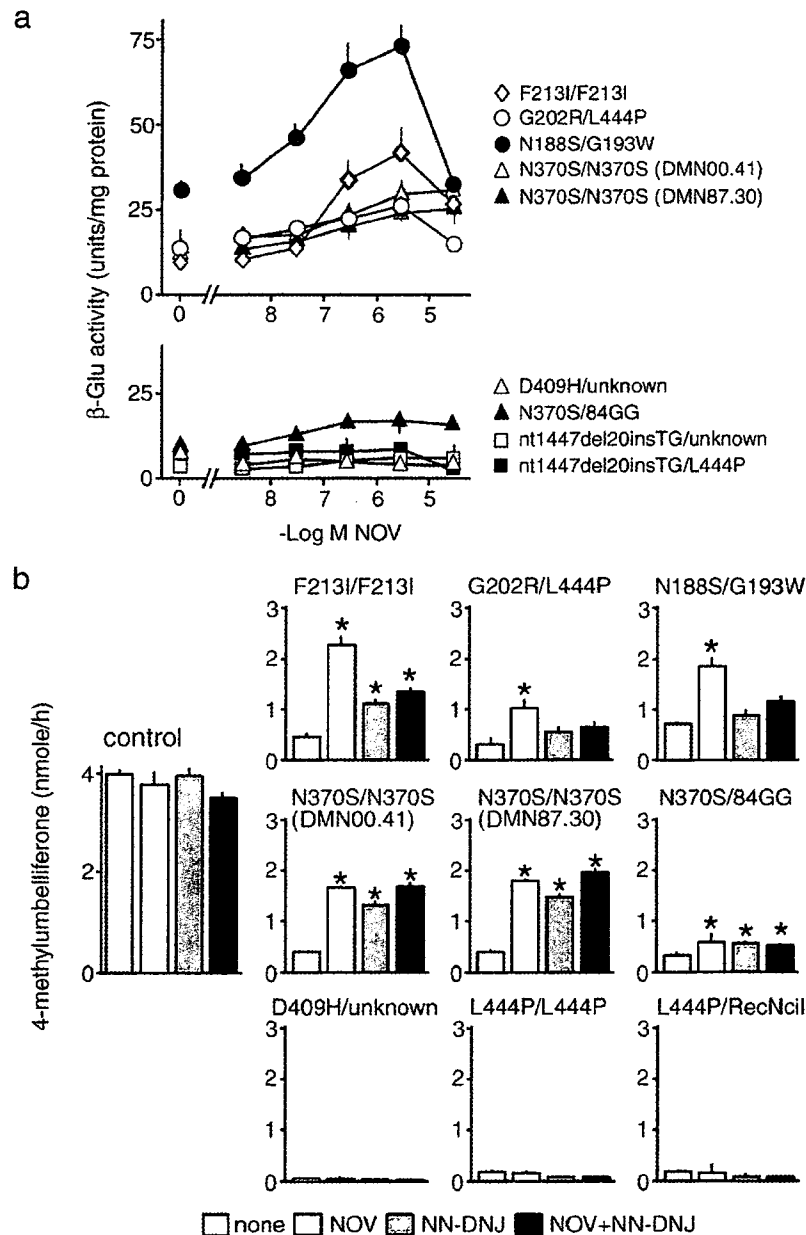 a
β-Glu activity (units/mg protein)
75
50
25
0
0 8 7 6 5
◇ F213I/F213I
○ G202R/L444P
● N188S/G193W
△ N370S/N370S (DMN00.41)
▲ N370S/N370S (DMN87.30)
25
0
0 8 7 6 5
-Log M NOV
△ D409H/unknown
▲ N370S/84GG
□ nt1447del20insTG/unknown
■ nt1447del20insTG/L444P
b
4-methylumbelliferone (nmole/h)
control
4
2
0
F213I/F213I
3
2
1
0
* * *
G202R/L444P
3
2
1
0
*
N188S/G193W
3
2
1
0
*
N370S/N370S
(DMN00.41)
2
1
0
* * *
N370S/N370S
(DMN87.30)
2
1
0
* * *
N370S/84GG
3
2
1
0
* * *
D409H/unknown
3
2
1
0
L444P/L444P
3
2
1
0
L444P/RecNcil
3
2
1
0
none NOV NN-DNJ NOV+NN-DNJ